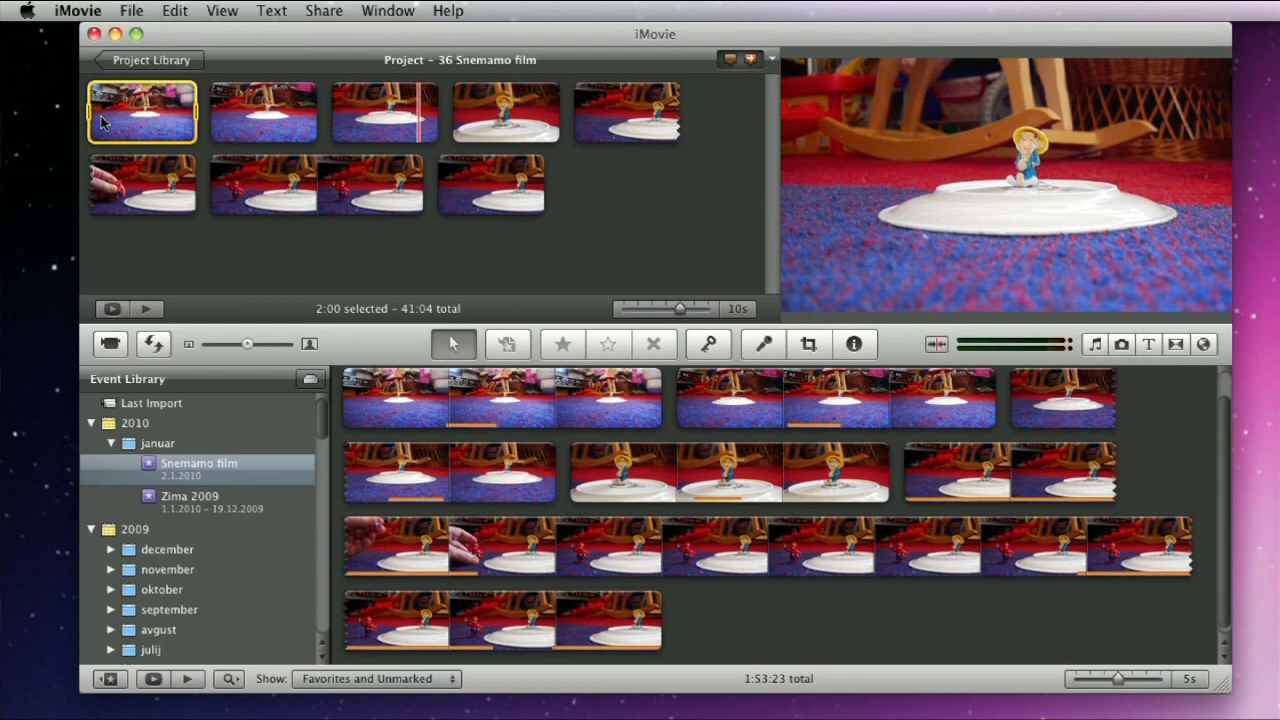 iMovie File Edit View Text Share Window Help
iMovie
Project Library
Project - 36 Snemamo film
2:00 selected - 41:04 total
10s
Event Library
Last Import
2010
januar
Snemamo film
2.1.2010
Zima 2009
1.1.2010 - 19.12.2009
2009
december
november
oktober
september
avgust
julij
Show: Favorites and Unmarked
1:53:23 total
5s